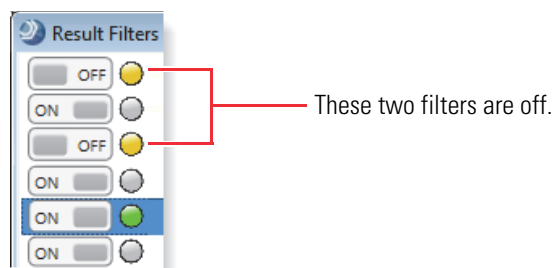 Result Filters
OFF
ON
These two filters are off.
OFF
ON
ON
ON